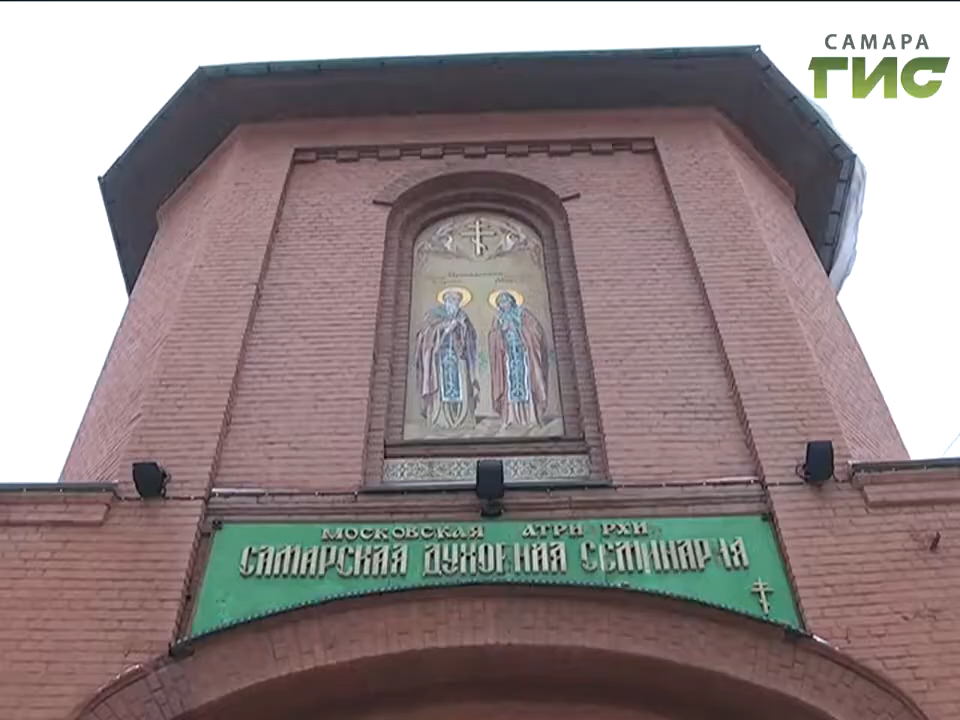 САМАРА
ГИС
МОСКОВСКАЯ АТРИ РХИ
САМАРСКАЯ ДУХОВНАЯ СЕМИНАРИЯ